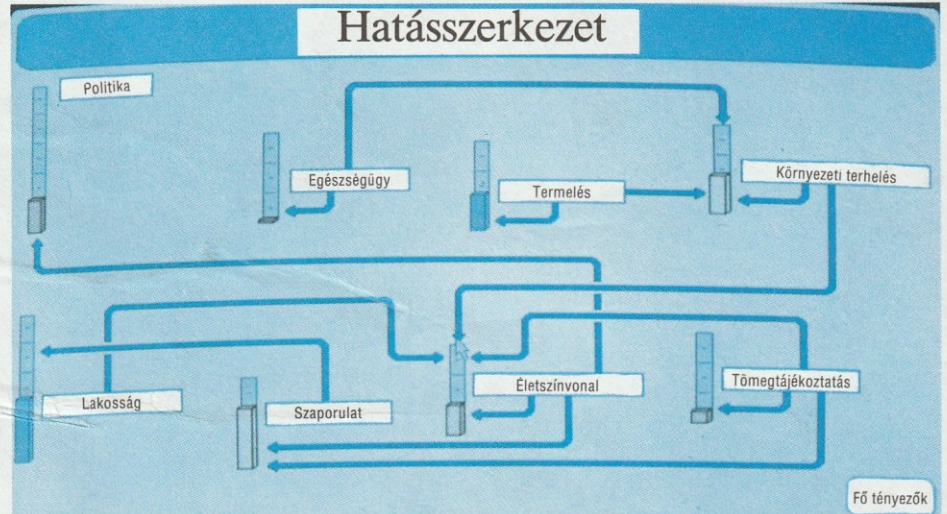 Hatásszerkezet
Politika
Egészségügy
Termelés
Környezeti terhelés
Lakosság
Szaporulat
Életszínvonal
Tömegtájékoztatás
Fő tényezők